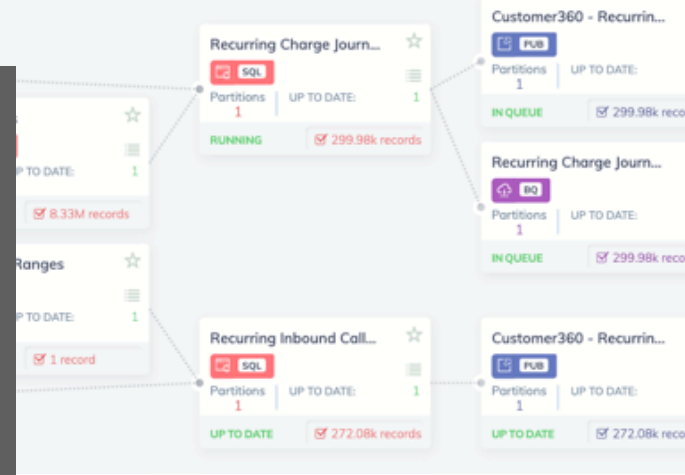 Recurring Charge Journ...
SQL
Partitions UP TO DATE: 1
1
RUNNING 299.98k records
Customer360 - Recurrin...
PUB
Partitions UP TO DATE:
1
IN QUEUE 299.98k reco
P TO DATE: 1
8.33M records
Recurring Charge Journ...
BQ
Partitions UP TO DATE:
1
IN QUEUE 299.98k reco
Ranges
P TO DATE: 1
1 record
Recurring Inbound Call...
SQL
Partitions UP TO DATE: 1
1
UP TO DATE 272.08k records
Customer360 - Recurrin...
PUB
Partitions UP TO DATE:
1
UP TO DATE 272.08k reco